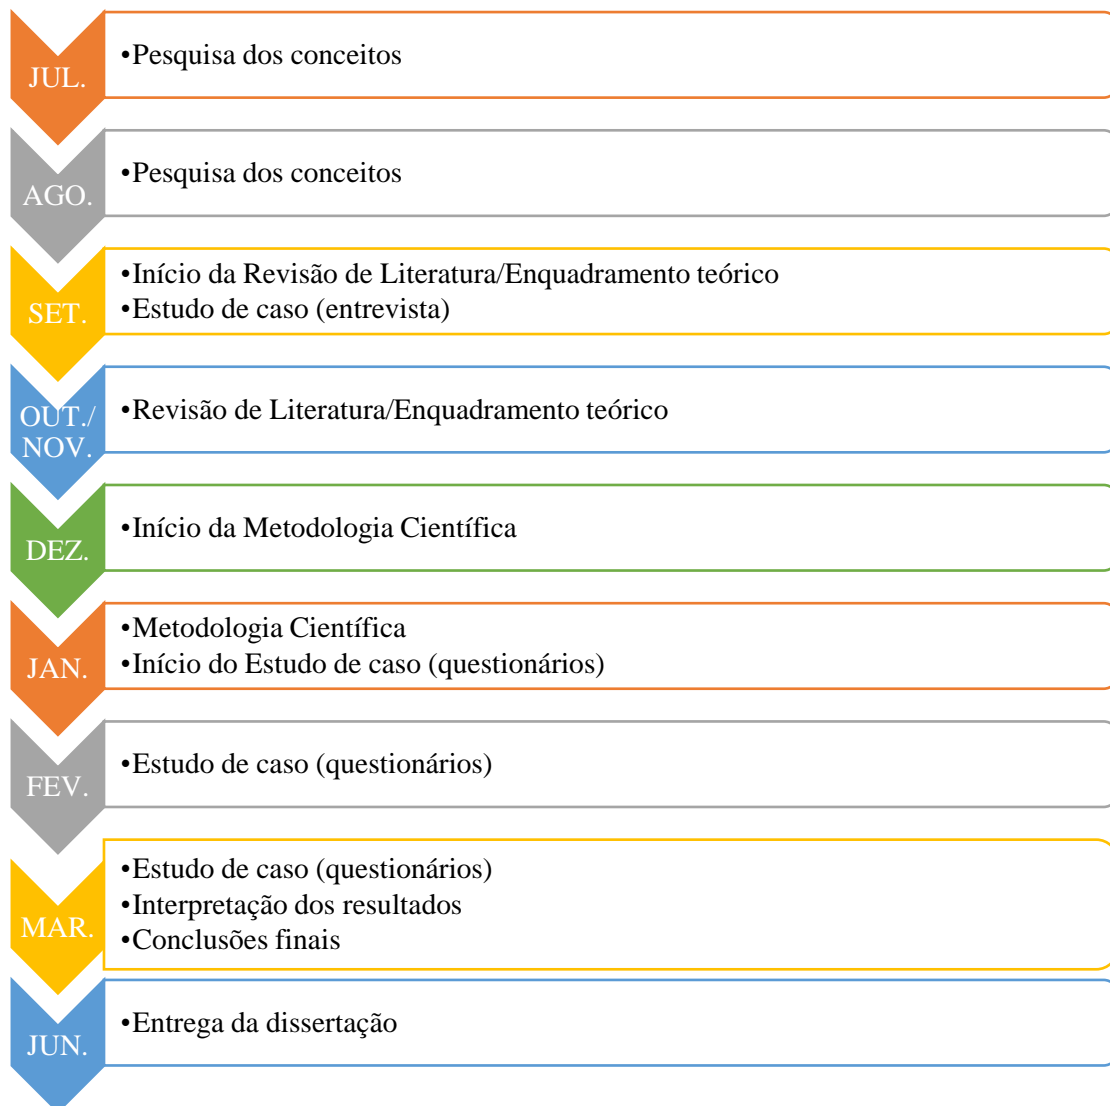 JUL.
•Pesquisa dos conceitos
AGO.
•Pesquisa dos conceitos
SET.
•Início da Revisão de Literatura/Enquadramento teórico
•Estudo de caso (entrevista)
OUT./
NOV.
•Revisão de Literatura/Enquadramento teórico
DEZ.
•Início da Metodologia Científica
JAN.
•Metodologia Científica
•Início do Estudo de caso (questionários)
FEV.
•Estudo de caso (questionários)
MAR.
•Estudo de caso (questionários)
•Interpretação dos resultados
•Conclusões finais
JUN.
•Entrega da dissertação